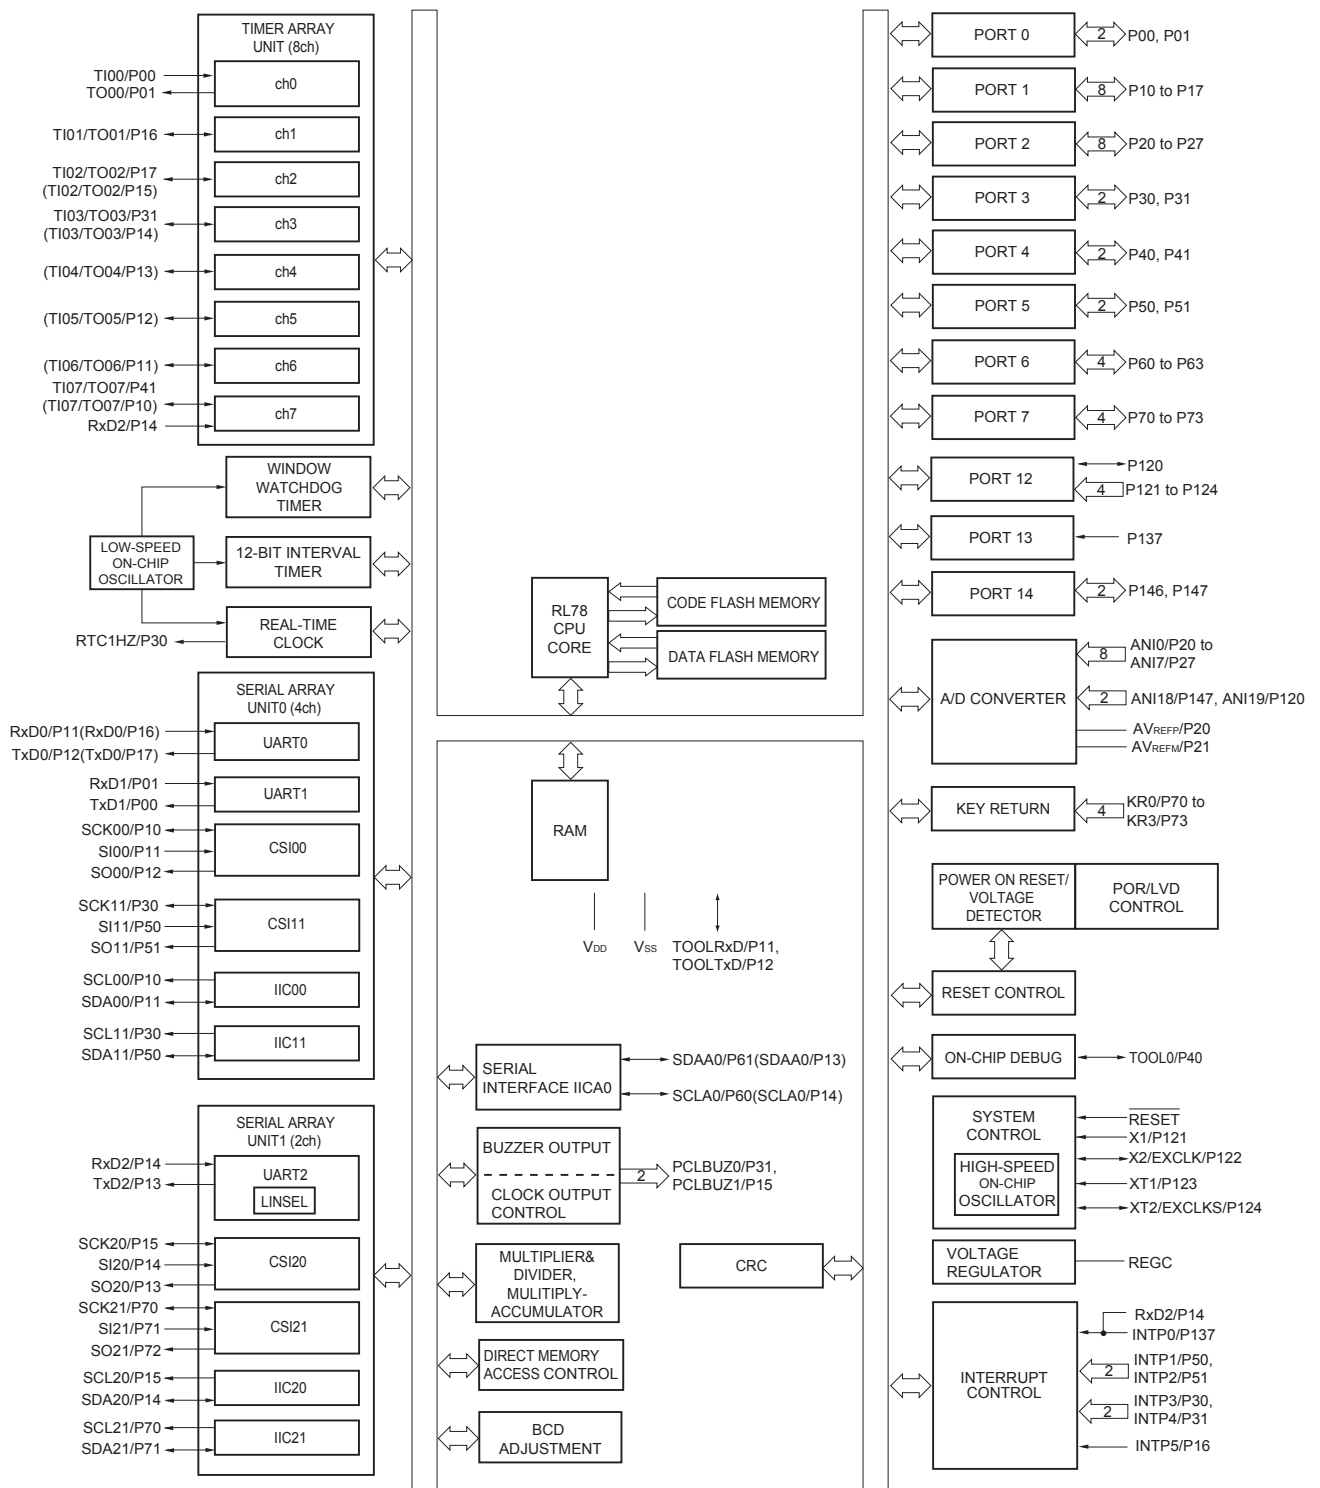 TIMER ARRAY
UNIT (8ch)
TI00/P00
TO00/P01
ch0
TI01/TO01/P16
ch1
TI02/TO02/P17
(TI02/TO02/P15)
ch2
TI03/TO03/P31
(TI03/TO03/P14)
ch3
(TI04/TO04/P13)
ch4
(TI05/TO05/P12)
ch5
(TI06/TO06/P11)
ch6
TI07/TO07/P41
(TI07/TO07/P10)
RxD2/P14
ch7
WINDOW
WATCHDOG
TIMER
LOW-SPEED
ON-CHIP
OSCILLATOR
12-BIT INTERVAL
TIMER
RTC1HZ/P30
REAL-TIME
CLOCK
SERIAL ARRAY
UNIT0 (4ch)
RxD0/P11(RxD0/P16)
TxD0/P12(TxD0/P17)
UART0
RxD1/P01
TxD1/P00
UART1
SCK00/P10
SI00/P11
SO00/P12
CSI00
SCK11/P30
SI11/P50
SO11/P51
CSI11
SCL00/P10
SDA00/P11
IIC00
SCL11/P30
SDA11/P50
IIC11
SERIAL ARRAY
UNIT1 (2ch)
RxD2/P14
TxD2/P13
UART2
LINSEL
SCK20/P15
SI20/P14
SO20/P13
CSI20
SCK21/P70
SI21/P71
SO21/P72
CSI21
SCL20/P15
SDA20/P14
IIC20
SCL21/P70
SDA21/P71
IIC21
RL78
CPU
CORE
CODE FLASH MEMORY
DATA FLASH MEMORY
RAM
VDD
VSS
TOOLRxD/P11,
TOOLTxD/P12
SERIAL
INTERFACE IICA0
SDAA0/P61(SDAA0/P13)
SCLA0/P60(SCLA0/P14)
BUZZER OUTPUT
CLOCK OUTPUT
CONTROL
2
PCLBUZ0/P31,
PCLBUZ1/P15
MULTIPLIER&
DIVIDER,
MULITIPLY-
ACCUMULATOR
CRC
DIRECT MEMORY
ACCESS CONTROL
BCD
ADJUSTMENT
PORT 0
2
P00, P01
PORT 1
8
P10 to P17
PORT 2
8
P20 to P27
PORT 3
2
P30, P31
PORT 4
2
P40, P41
PORT 5
2
P50, P51
PORT 6
4
P60 to P63
PORT 7
4
P70 to P73
PORT 12
P120
4
P121 to P124
PORT 13
P137
PORT 14
2
P146, P147
A/D CONVERTER
8
ANI0/P20 to
ANI7/P27
2
ANI18/P147, ANI19/P120
AVREFP/P20
AVREFM/P21
KEY RETURN
4
KR0/P70 to
KR3/P73
POWER ON RESET/
VOLTAGE
DETECTOR
POR/LVD
CONTROL
RESET CONTROL
ON-CHIP DEBUG
TOOL0/P40
SYSTEM
CONTROL
HIGH-SPEED
ON-CHIP
OSCILLATOR
RESET
X1/P121
X2/EXCLK/P122
XT1/P123
XT2/EXCLKS/P124
VOLTAGE
REGULATOR
REGC
INTERRUPT
CONTROL
RxD2/P14
INTP0/P137
2
INTP1/P50,
INTP2/P51
2
INTP3/P30,
INTP4/P31
INTP5/P16